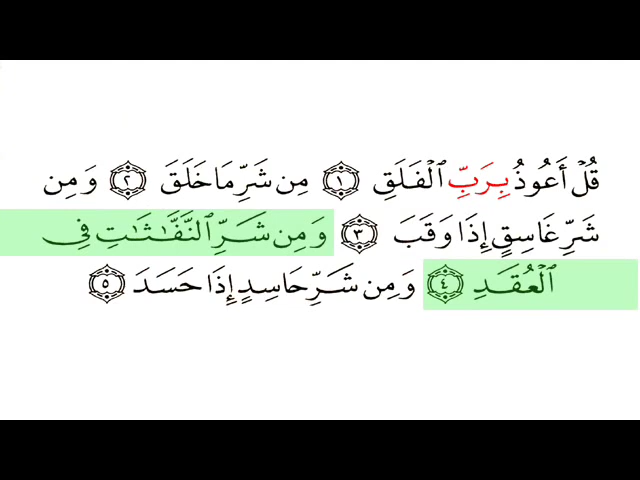 قُلۡ أَعُوذُ بِرَبِّ ٱلۡفَلَقِ ١ مِن شَرِّ مَا خَلَقَ ٢ وَمِن
شَرِّ غَاسِقٍ إِذَا وَقَبَ ٣ وَمِن شَرِّ ٱلنَّفَّٰثَٰتِ فِي
ٱلۡعُقَدِ ٤ وَمِن شَرِّ حَاسِدٍ إِذَا حَسَدَ ٥